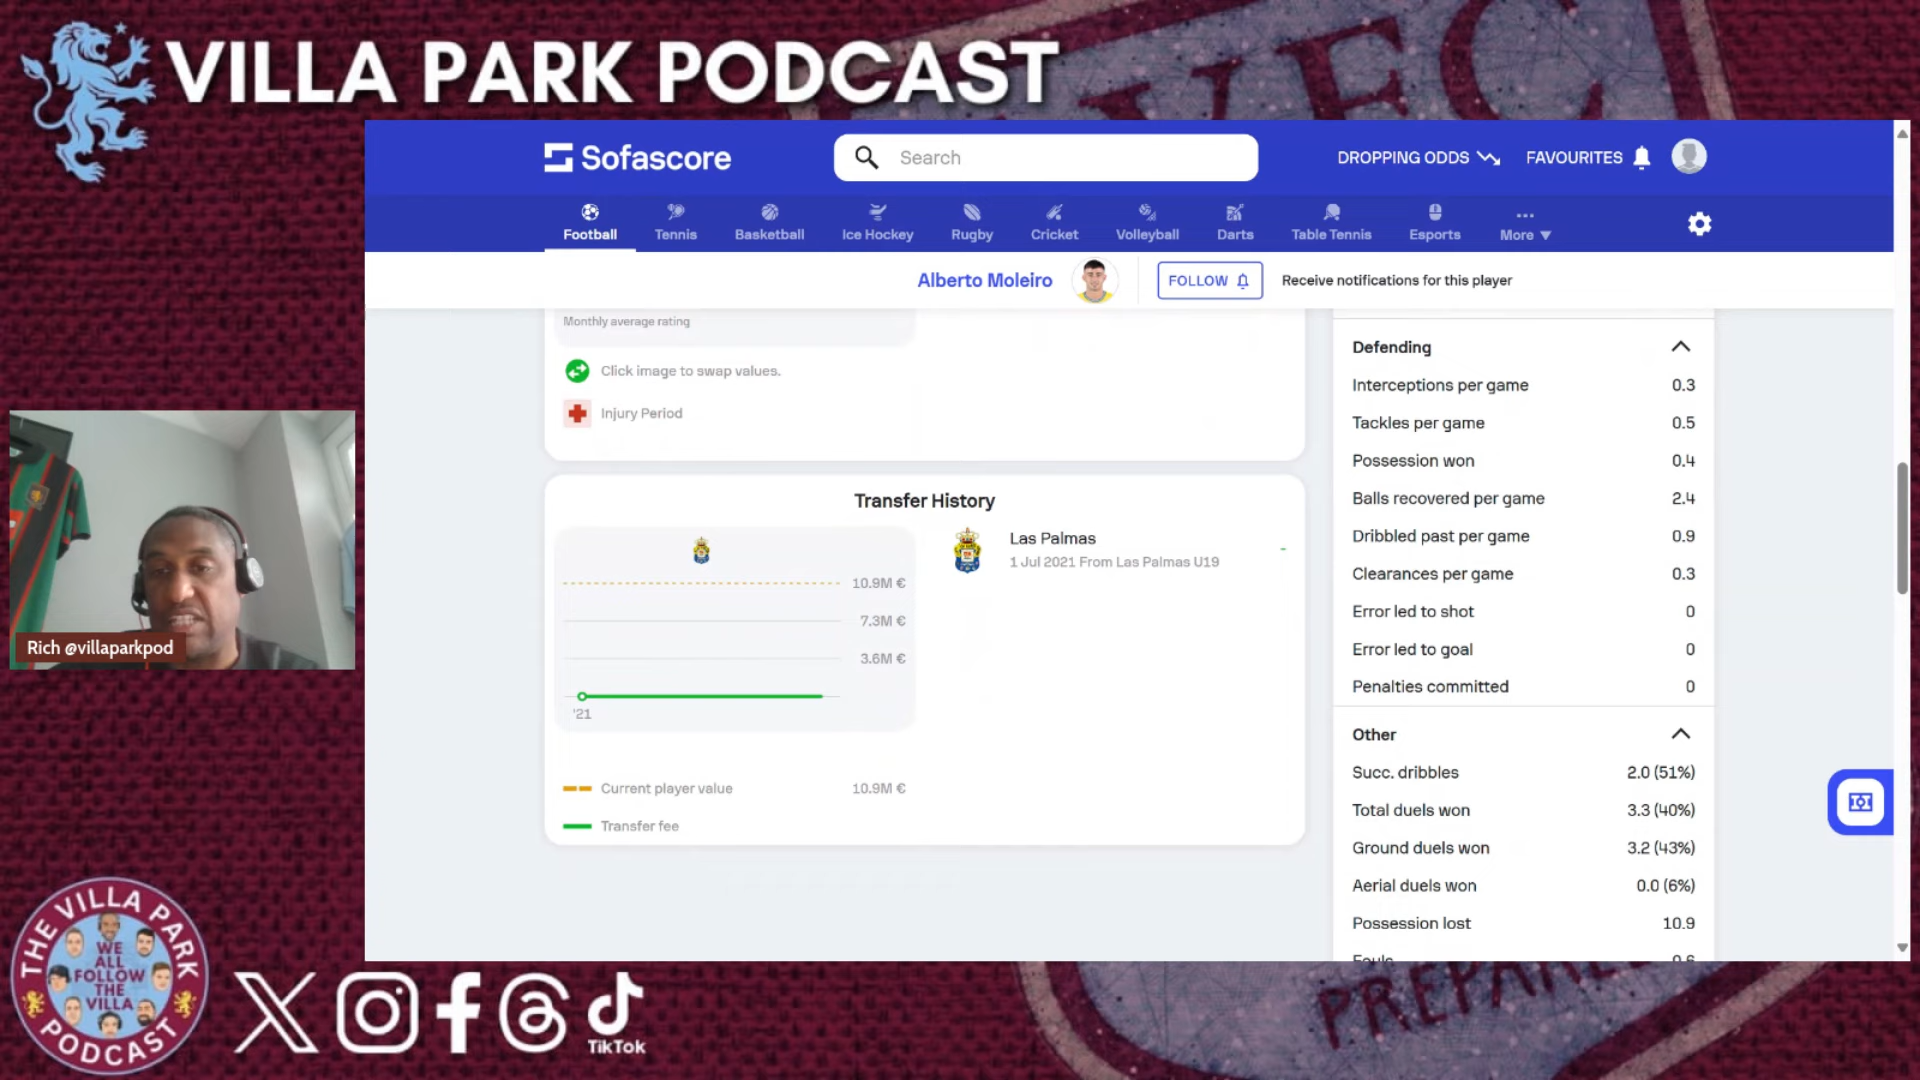 VILLA PARK PODCAST
AVFC
Sofascore
Search
DROPPING ODDS
FAVOURITES
Football
Tennis
Basketball
Ice Hockey
Rugby
Cricket
Volleyball
Darts
Table Tennis
Esports
More
Alberto Moleiro
FOLLOW
Receive notifications for this player
Monthly average rating
Click image to swap values.
Injury Period
Transfer History
Las Palmas
1 Jul 2021 From Las Palmas U19
-
10.9M €
7.3M €
3.6M €
'21
Current player value 10.9M €
Transfer fee
Defending
Interceptions per game 0.3
Tackles per game 0.5
Possession won 0.4
Balls recovered per game 2.4
Dribbled past per game 0.9
Clearances per game 0.3
Error led to shot 0
Error led to goal 0
Penalties committed 0
Other
Succ. dribbles 2.0 (51%)
Total duels won 3.3 (40%)
Ground duels won 3.2 (43%)
Aerial duels won 0.0 (6%)
Possession lost 10.9
Fouls 0.6
Rich @villaparkpod
THE VILLA PARK
WE
ALL
FOLLOW
THE
VILLA
PODCAST
TikTok